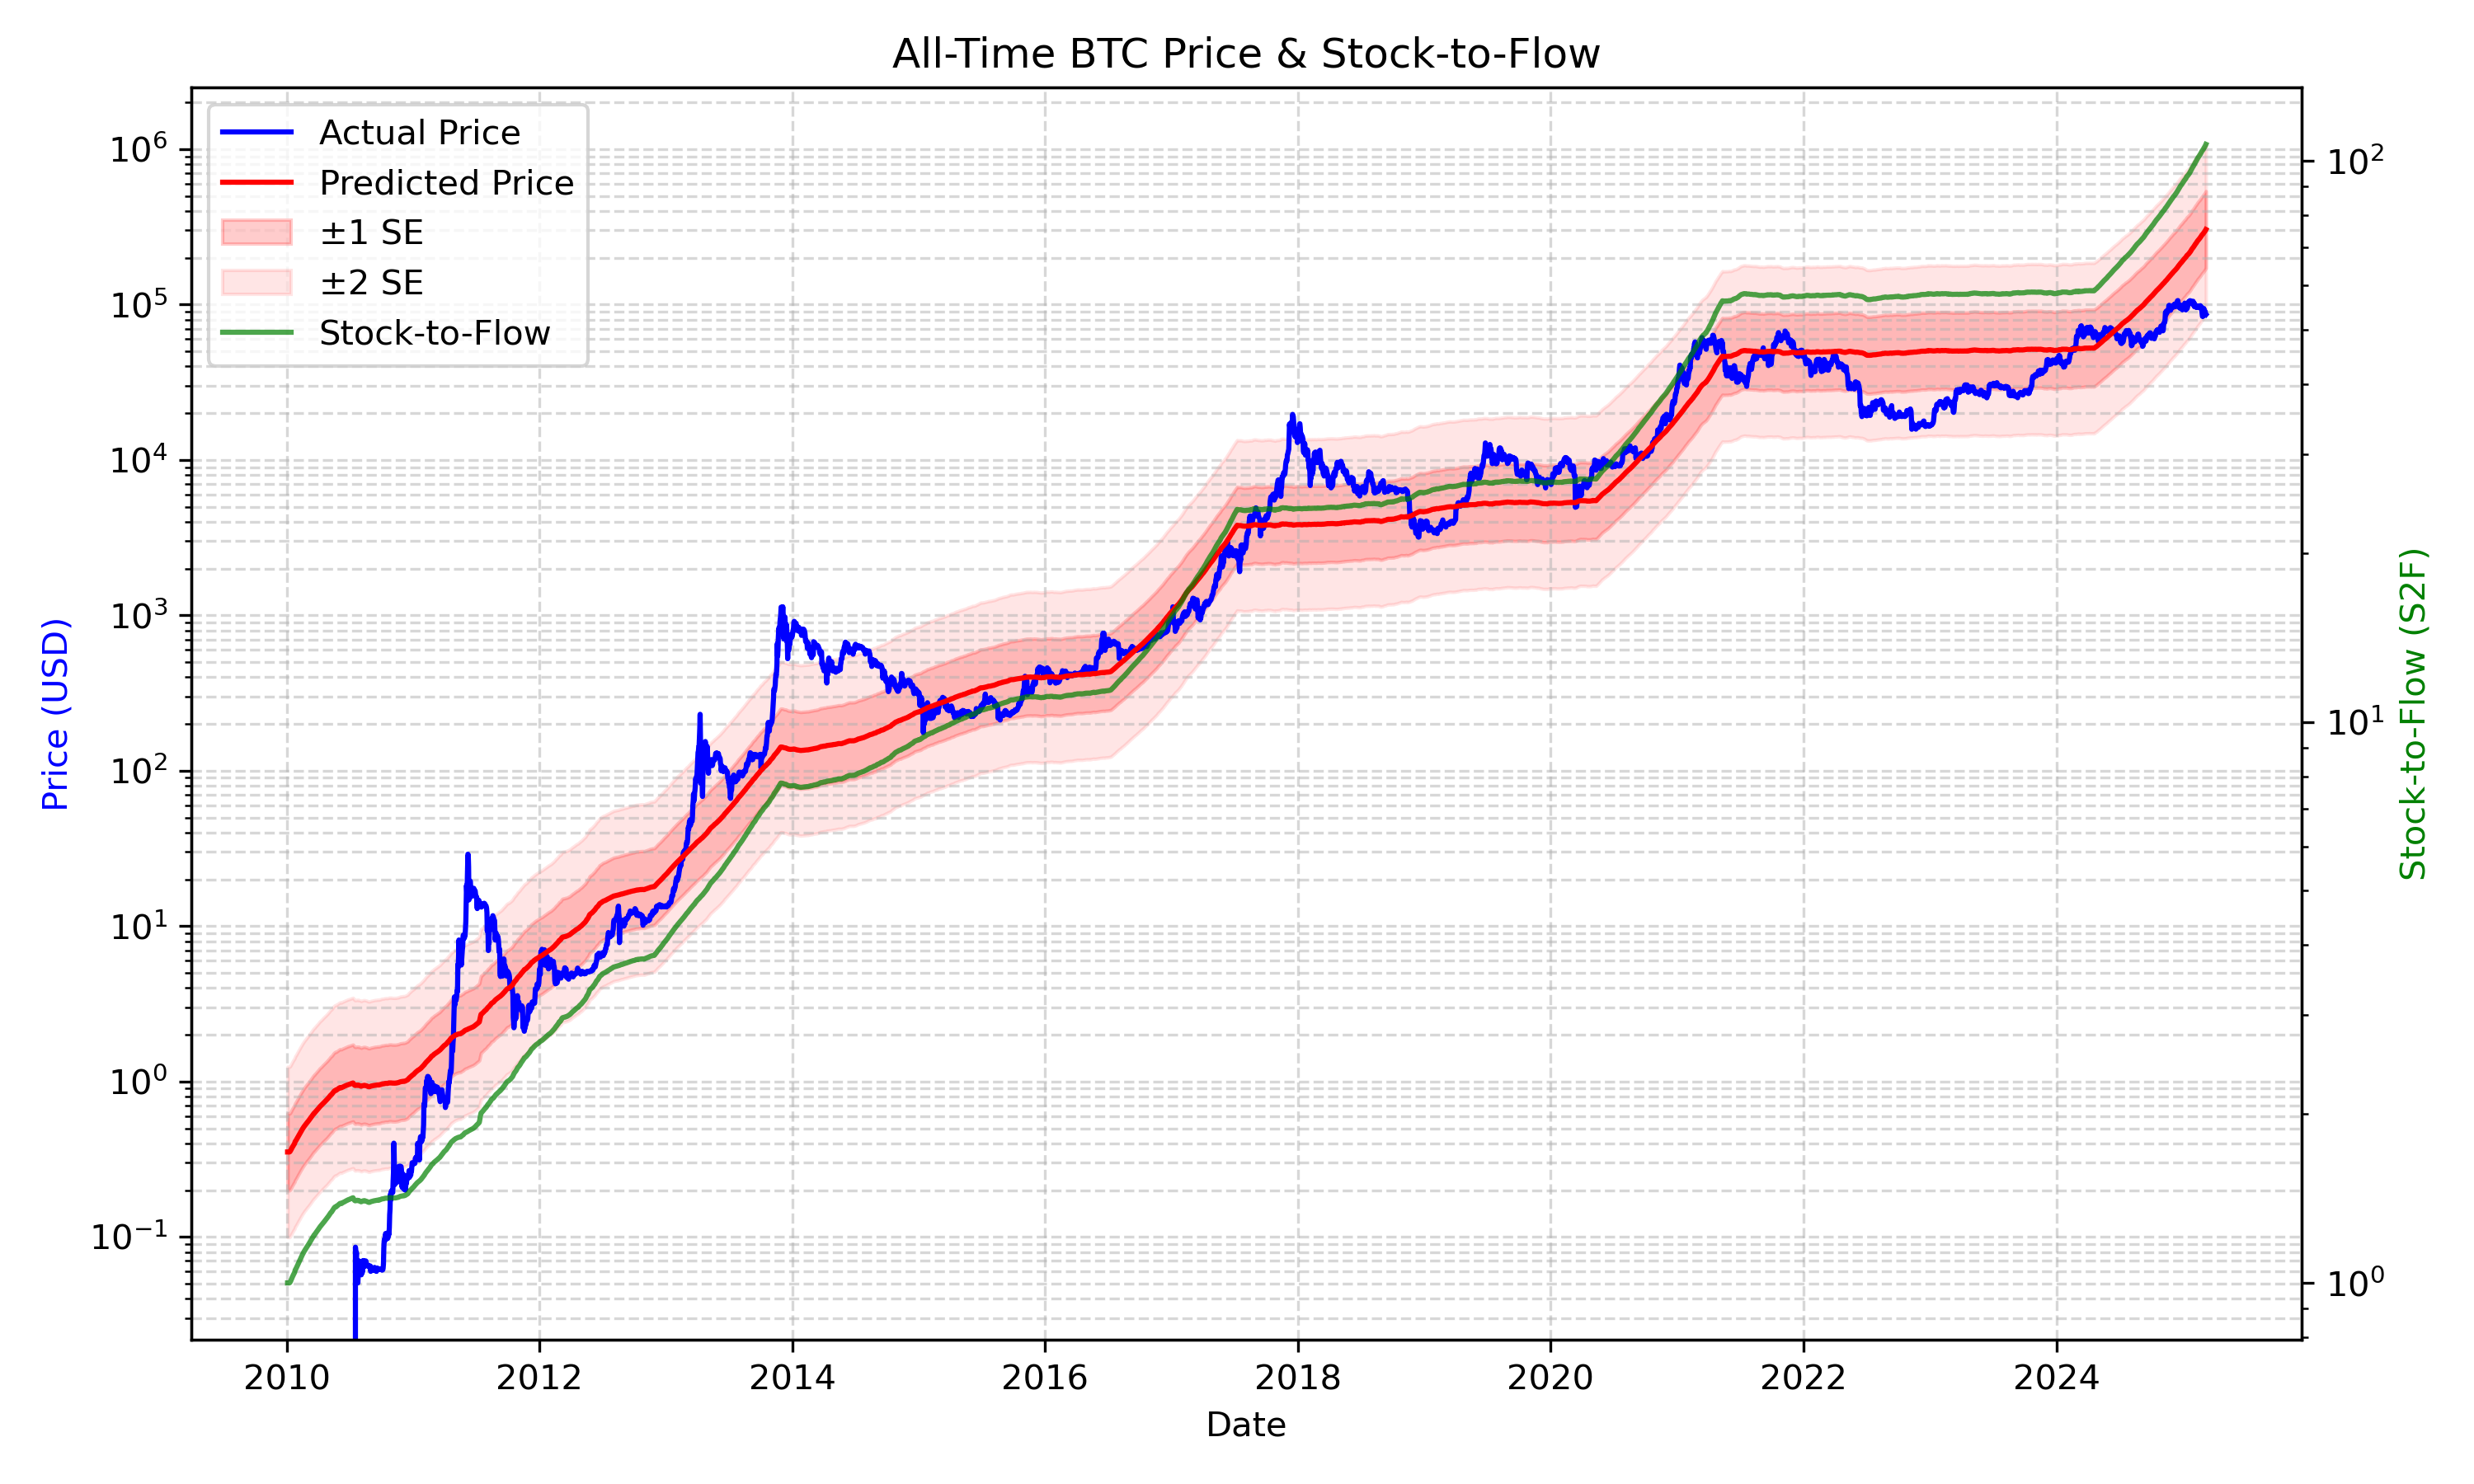 All-Time BTC Price & Stock-to-Flow
Actual Price
Predicted Price
±1 SE
±2 SE
Stock-to-Flow
10⁶
10⁵
10⁴
10³
10²
10¹
10⁰
10⁻¹
Price (USD)
10²
10¹
10⁰
Stock-to-Flow (S2F)
2010 2012 2014 2016 2018 2020 2022 2024
Date